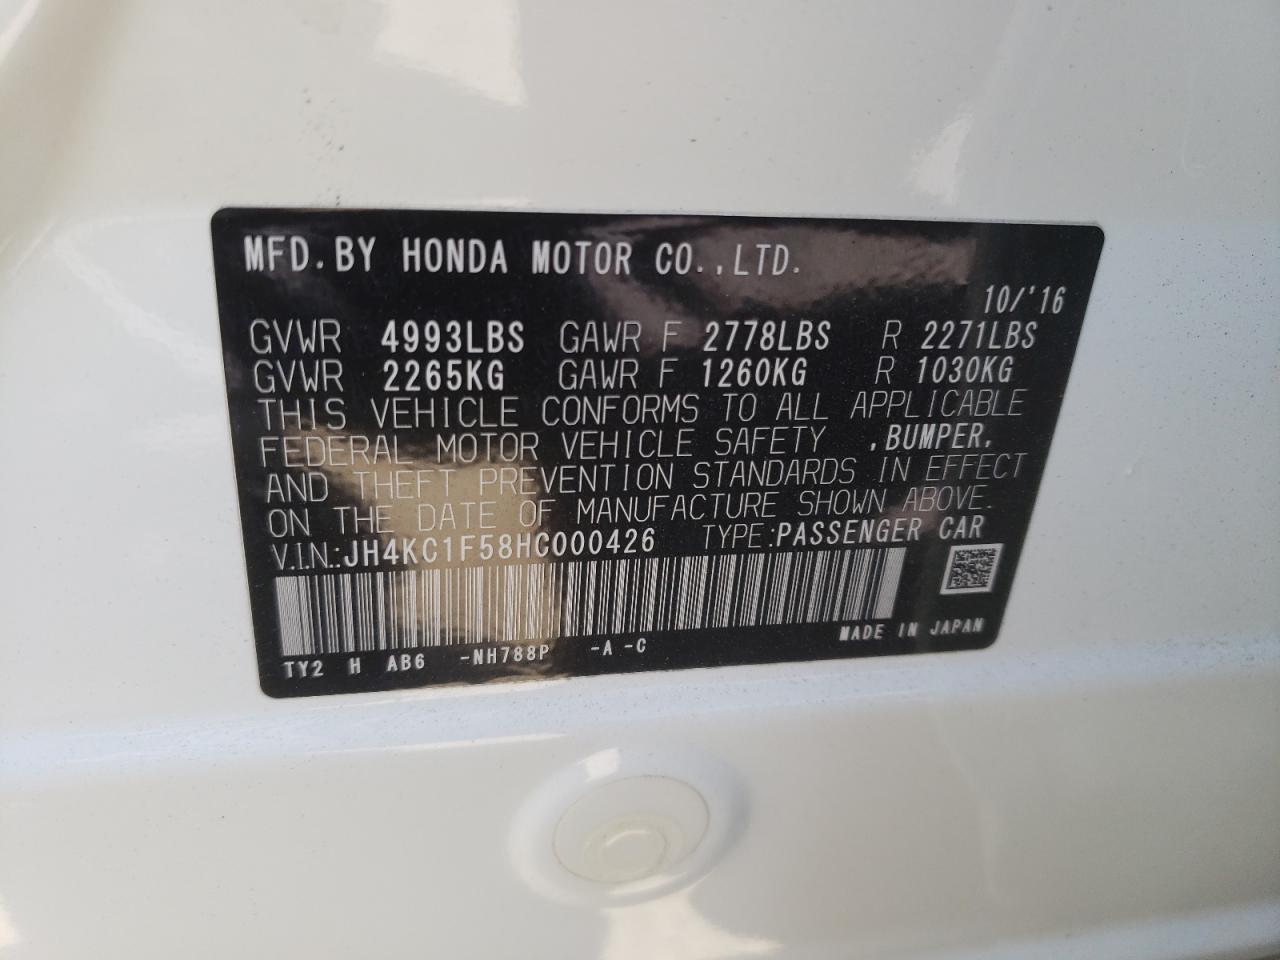 MFD.BY HONDA MOTOR CO.,LTD.
10/'16
GVWR 4993LBS GAWR F 2778LBS R 2271LBS
GVWR 2265KG GAWR F 1260KG R 1030KG
THIS VEHICLE CONFORMS TO ALL APPLICABLE
FEDERAL MOTOR VEHICLE SAFETY ,BUMPER,
AND THEFT PREVENTION STANDARDS IN EFFECT
ON THE DATE OF MANUFACTURE SHOWN ABOVE.
V.I.N.:JH4KC1F58HC000426 TYPE:PASSENGER CAR
MADE IN JAPAN
TY2 H AB6 -NH788P -A -C